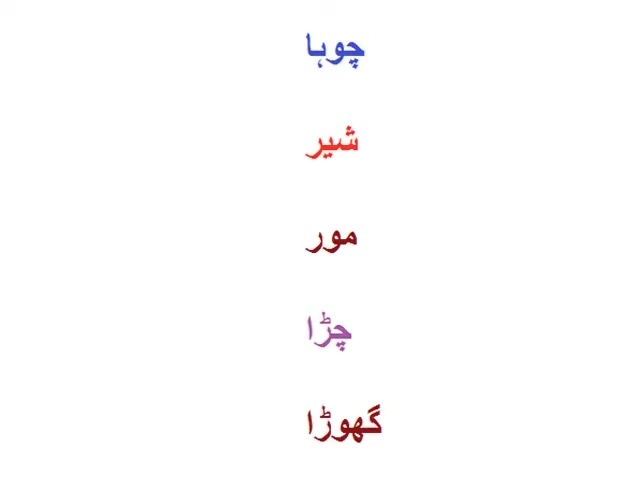 چوہا
شیر
مور
چڑا
گھوڑا